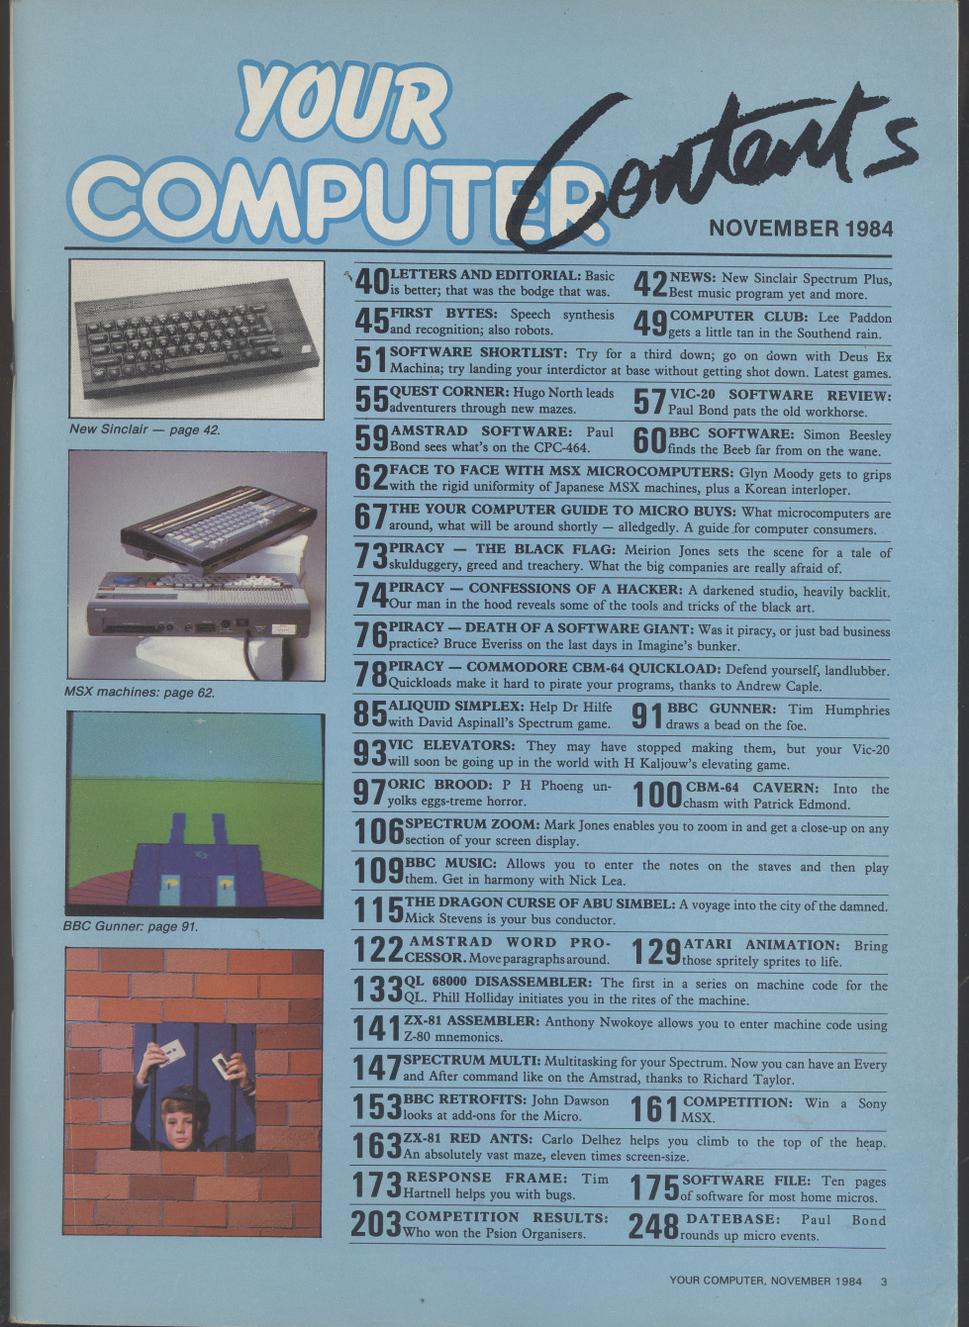 YOUR
COMPUTER
Contents
NOVEMBER 1984
New Sinclair — page 42.
MSX machines: page 62.
BBC Gunner: page 91.
40 LETTERS AND EDITORIAL: Basic
is better; that was the bodge that was.
42 NEWS: New Sinclair Spectrum Plus,
Best music program yet and more.
45 FIRST BYTES: Speech synthesis
and recognition; also robots.
49 COMPUTER CLUB: Lee Paddon
gets a little tan in the Southend rain.
51 SOFTWARE SHORTLIST: Try for a third down; go on down with Deus Ex
Machina; try landing your interdictor at base without getting shot down. Latest games.
55 QUEST CORNER: Hugo North leads
adventurers through new mazes.
57 VIC-20 SOFTWARE REVIEW:
Paul Bond pats the old workhorse.
59 AMSTRAD SOFTWARE: Paul
Bond sees what's on the CPC-464.
60 BBC SOFTWARE: Simon Beesley
finds the Beeb far from on the wane.
62 FACE TO FACE WITH MSX MICROCOMPUTERS: Glyn Moody gets to grips
with the rigid uniformity of Japanese MSX machines, plus a Korean interloper.
67 THE YOUR COMPUTER GUIDE TO MICRO BUYS: What microcomputers are
around, what will be around shortly — alledgedly. A guide for computer consumers.
73 PIRACY — THE BLACK FLAG: Meirion Jones sets the scene for a tale of
skulduggery, greed and treachery. What the big companies are really afraid of.
74 PIRACY — CONFESSIONS OF A HACKER: A darkened studio, heavily backlit.
Our man in the hood reveals some of the tools and tricks of the black art.
76 PIRACY — DEATH OF A SOFTWARE GIANT: Was it piracy, or just bad business
practice? Bruce Everiss on the last days in Imagine's bunker.
78 PIRACY — COMMODORE CBM-64 QUICKLOAD: Defend yourself, landlubber.
Quickloads make it hard to pirate your programs, thanks to Andrew Caple.
85 ALIQUID SIMPLEX: Help Dr Hilfe
with David Aspinall's Spectrum game.
91 BBC GUNNER: Tim Humphries
draws a bead on the foe.
93 VIC ELEVATORS: They may have stopped making them, but your Vic-20
will soon be going up in the world with H Kaljouw's elevating game.
97 ORIC BROOD: P H Phoeng un-
yolks eggs-treme horror.
100 CBM-64 CAVERN: Into the
chasm with Patrick Edmond.
106 SPECTRUM ZOOM: Mark Jones enables you to zoom in and get a close-up on any
section of your screen display.
109 BBC MUSIC: Allows you to enter the notes on the staves and then play
them. Get in harmony with Nick Lea.
115 THE DRAGON CURSE OF ABU SIMBEL: A voyage into the city of the damned.
Mick Stevens is your bus conductor.
122 AMSTRAD WORD PRO-
CESSOR. Move paragraphs around.
129 ATARI ANIMATION: Bring
those spritely sprites to life.
133 QL 68000 DISASSEMBLER: The first in a series on machine code for the
QL. Phill Holliday initiates you in the rites of the machine.
141 ZX-81 ASSEMBLER: Anthony Nwokoye allows you to enter machine code using
Z-80 mnemonics.
147 SPECTRUM MULTI: Multitasking for your Spectrum. Now you can have an Every
and After command like on the Amstrad, thanks to Richard Taylor.
153 BBC RETROFITS: John Dawson
looks at add-ons for the Micro.
161 COMPETITION: Win a Sony
MSX.
163 ZX-81 RED ANTS: Carlo Delhez helps you climb to the top of the heap.
An absolutely vast maze, eleven times screen-size.
173 RESPONSE FRAME: Tim
Hartnell helps you with bugs.
175 SOFTWARE FILE: Ten pages
of software for most home micros.
203 COMPETITION RESULTS:
Who won the Psion Organisers.
248 DATEBASE: Paul Bond
rounds up micro events.
YOUR COMPUTER, NOVEMBER 1984 3